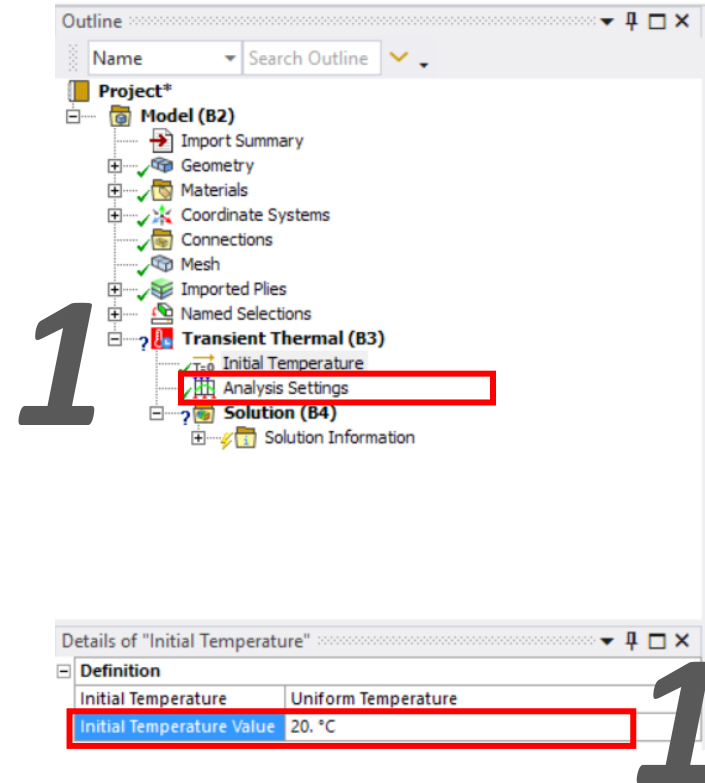 Outline
Name Search Outline
Project*
Model (B2)
Import Summary
Geometry
Materials
Coordinate Systems
Connections
Mesh
Imported Plies
Named Selections
1
? Transient Thermal (B3)
T=0 Initial Temperature
Analysis Settings
? Solution (B4)
Solution Information
Details of "Initial Temperature"
Definition
Initial Temperature Uniform Temperature
Initial Temperature Value 20. °C
1